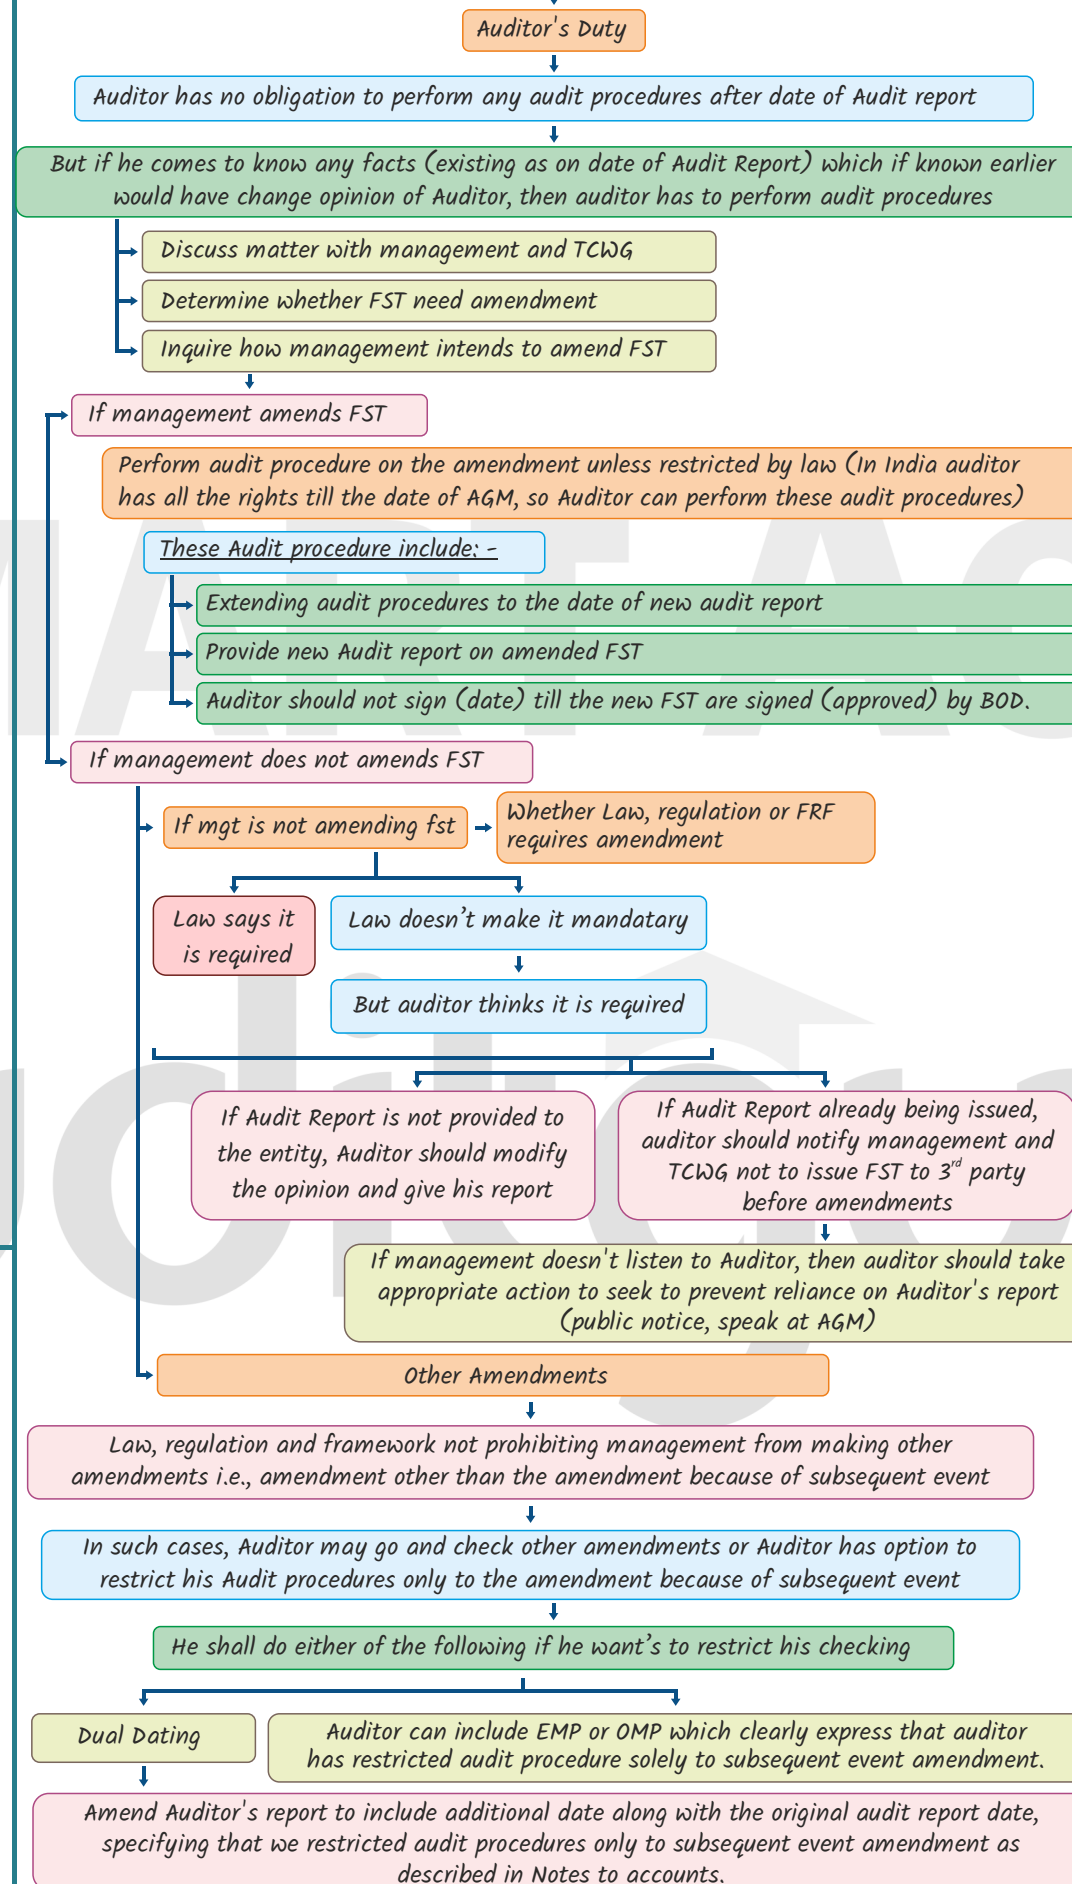 Auditor's Duty
Auditor has no obligation to perform any audit procedures after date of Audit report
But if he comes to know any facts (existing as on date of Audit Report) which if known earlier
would have change opinion of Auditor, then auditor has to perform audit procedures
Discuss matter with management and TCWG
Determine whether FST need amendment
Inquire how management intends to amend FST
If management amends FST
Perform audit procedure on the amendment unless restricted by law (In India auditor
has all the rights till the date of AGM, so Auditor can perform these audit procedures)
These Audit procedure include: -
Extending audit procedures to the date of new audit report
Provide new Audit report on amended FST
Auditor should not sign (date) till the new FST are signed (approved) by BOD.
If management does not amends FST
If mgt is not amending fst
Whether Law, regulation or FRF
requires amendment
Law says it
is required
Law doesn't make it mandatary
But auditor thinks it is required
If Audit Report is not provided to
the entity, Auditor should modify
the opinion and give his report
If Audit Report already being issued,
auditor should notify management and
TCWG not to issue FST to 3rd party
before amendments
If management doesn't listen to Auditor, then auditor should take
appropriate action to seek to prevent reliance on Auditor's report
(public notice, speak at AGM)
Other Amendments
Law, regulation and framework not prohibiting management from making other
amendments i.e., amendment other than the amendment because of subsequent event
In such cases, Auditor may go and check other amendments or Auditor has option to
restrict his Audit procedures only to the amendment because of subsequent event
He shall do either of the following if he want's to restrict his checking
Dual Dating
Auditor can include EMP or OMP which clearly express that auditor
has restricted audit procedure solely to subsequent event amendment.
Amend Auditor's report to include additional date along with the original audit report date,
specifying that we restricted audit procedures only to subsequent event amendment as
described in Notes to accounts.